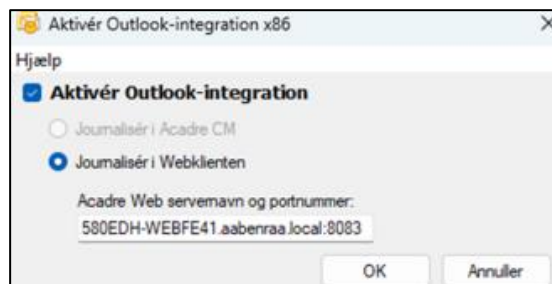 Aktivér Outlook-integration x86
Hjælp
Aktivér Outlook-integration
Journalisér i Acadre CM
Journalisér i Webklienten
Acadre Web servernavn og portnummer:
580EDH-WEBFE41.aabenraa.local:8083
OK Annuller